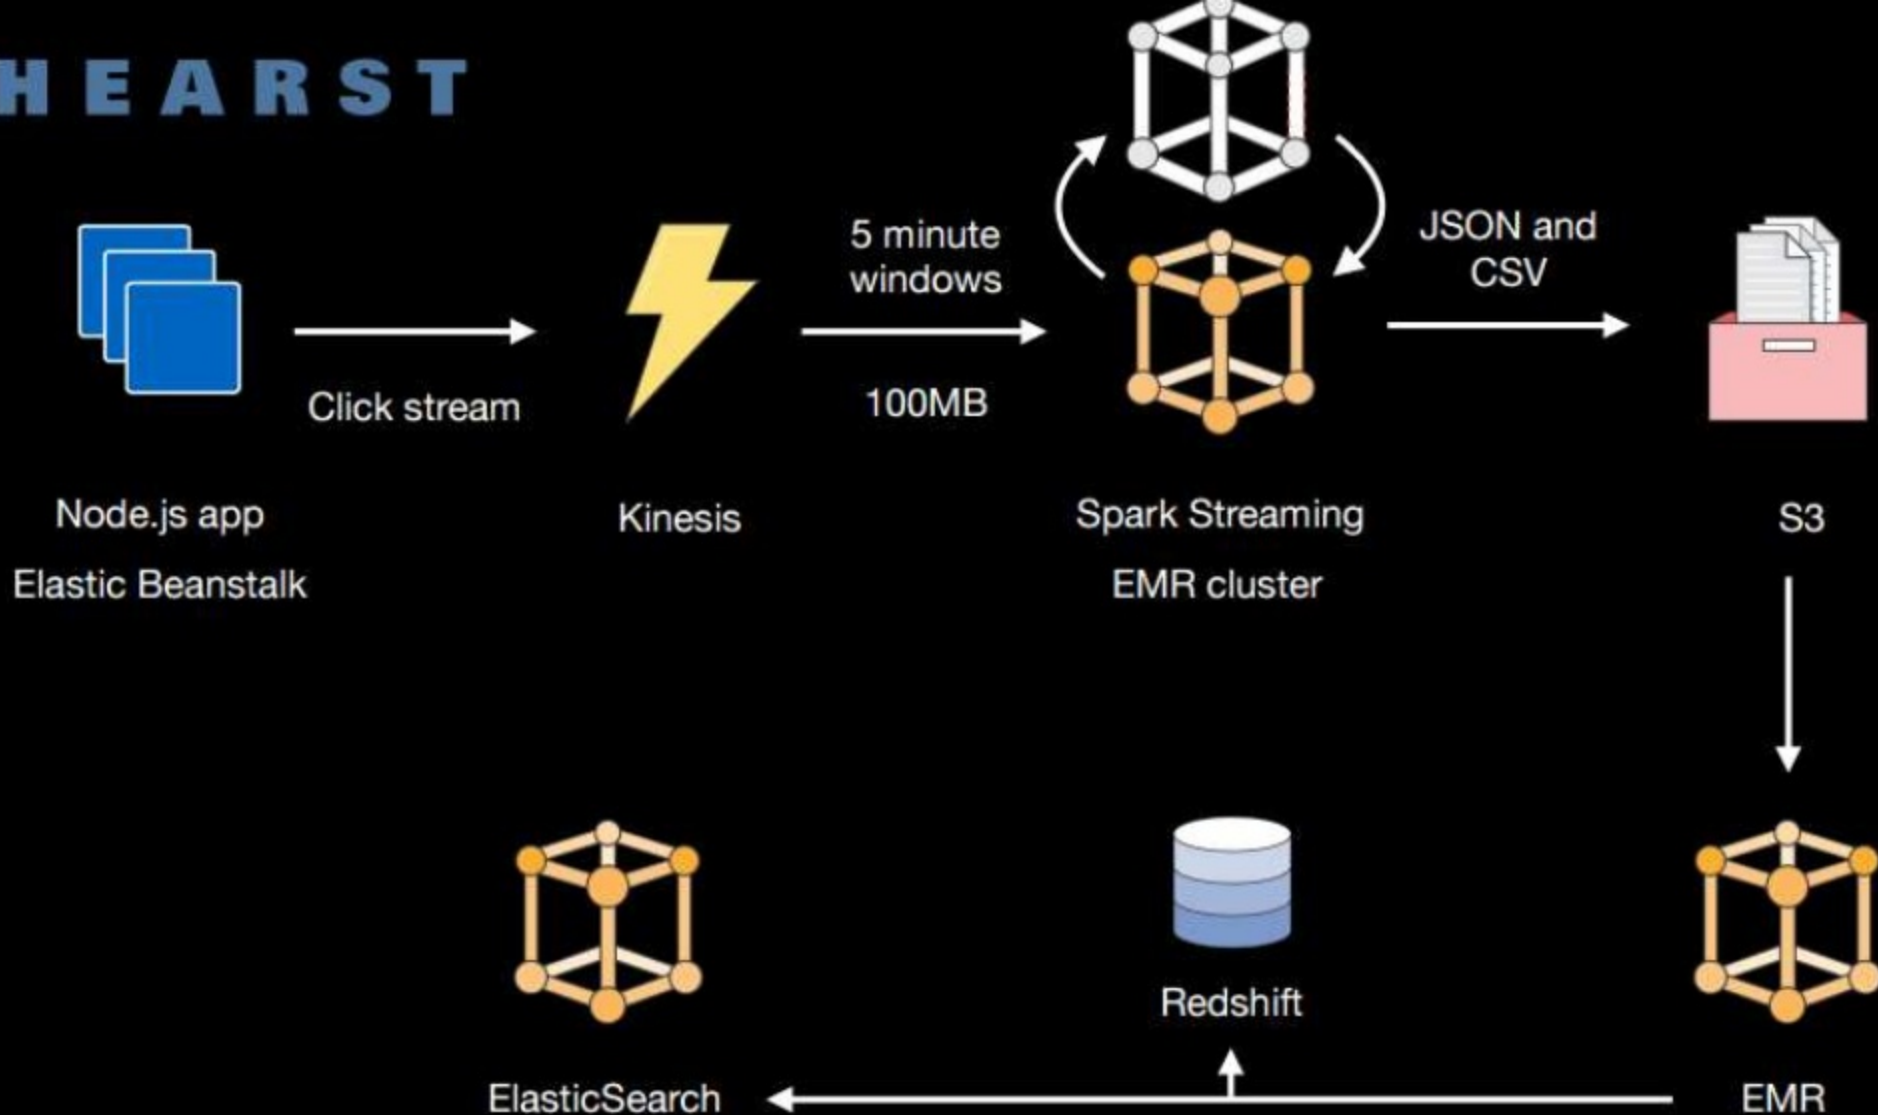 HEARST
5 minute
windows
JSON and
CSV
Click stream
100MB
Node.js app
Elastic Beanstalk
Kinesis
Spark Streaming
EMR cluster
S3
Redshift
ElasticSearch
EMR